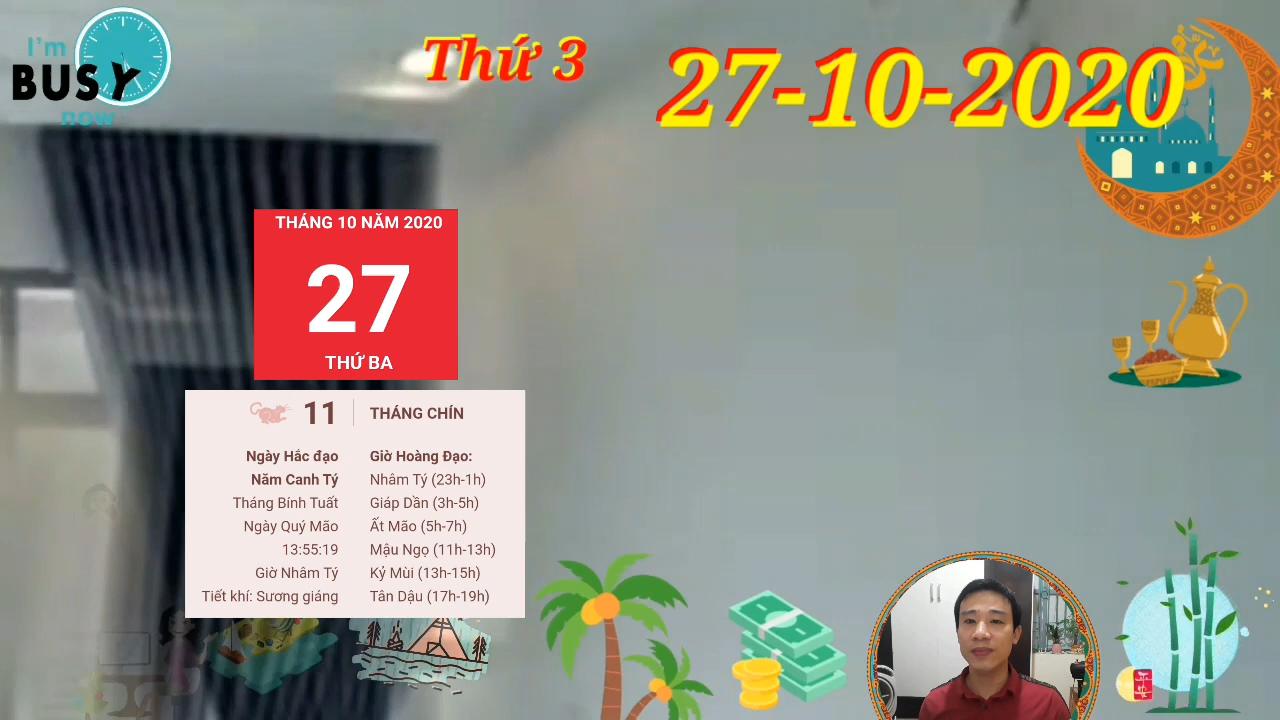 I'm
BUSY
now
Thứ 3
27-10-2020
THÁNG 10 NĂM 2020
27
THỨ BA
11
THÁNG CHÍN
Ngày Hắc đạo
Năm Canh Tý
Tháng Bính Tuất
Ngày Quý Mão
13:55:19
Giờ Nhâm Tý
Tiết khí: Sương giáng
Giờ Hoàng Đạo:
Nhâm Tý (23h-1h)
Giáp Dần (3h-5h)
Ất Mão (5h-7h)
Mậu Ngọ (11h-13h)
Kỷ Mùi (13h-15h)
Tân Dậu (17h-19h)